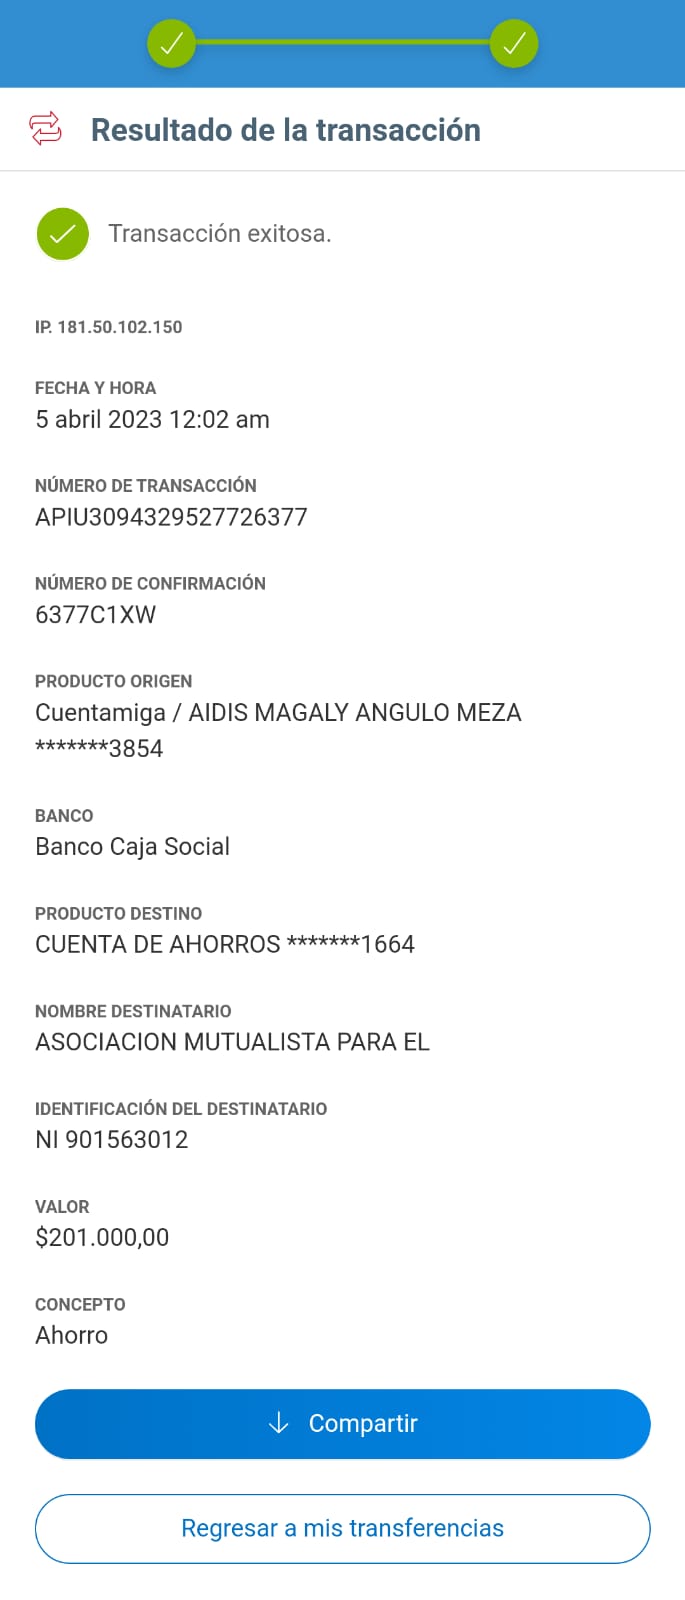 Resultado de la transacción
Transacción exitosa.
IP. 181.50.102.150
FECHA Y HORA
5 abril 2023 12:02 am
NÚMERO DE TRANSACCIÓN
APIU3094329527726377
NÚMERO DE CONFIRMACIÓN
6377C1XW
PRODUCTO ORIGEN
Cuentamiga / AIDIS MAGALY ANGULO MEZA
*******3854
BANCO
Banco Caja Social
PRODUCTO DESTINO
CUENTA DE AHORROS *******1664
NOMBRE DESTINATARIO
ASOCIACION MUTUALISTA PARA EL
IDENTIFICACIÓN DEL DESTINATARIO
NI 901563012
VALOR
$201.000,00
CONCEPTO
Ahorro
Compartir
Regresar a mis transferencias